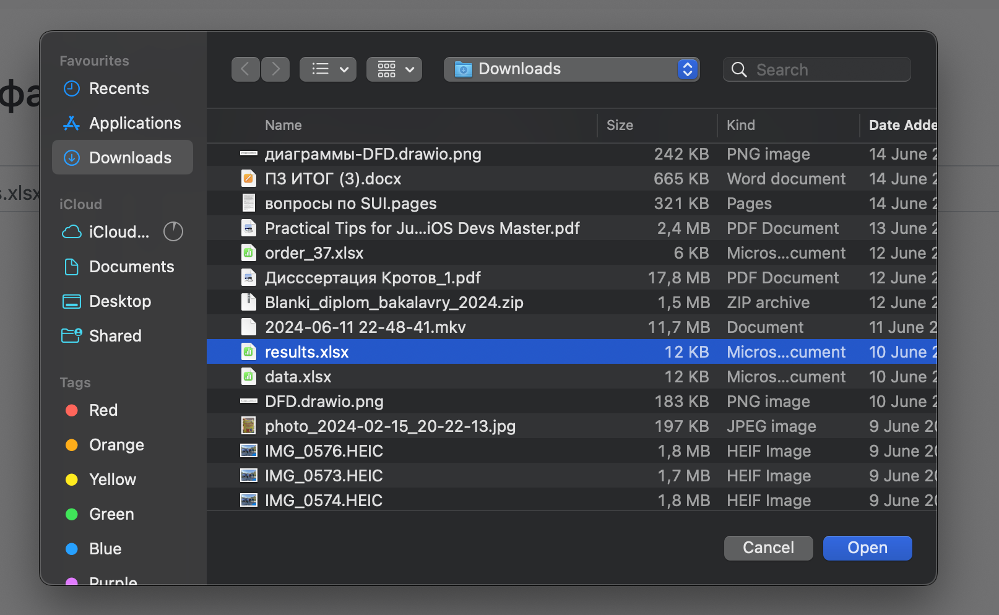 Favourites
Recents
Applications
Downloads
iCloud
iCloud...
Documents
Desktop
Shared
Tags
Red
Orange
Yellow
Green
Blue
Purple
Downloads
Search
Name Size Kind Date Adde
диаграммы-DFD.drawio.png 242 KB PNG image 14 June 2
ПЗ ИТОГ (3).docx 665 KB Word document 14 June 2
вопросы по SUI.pages 321 KB Pages 14 June 2
Practical Tips for Ju...iOS Devs Master.pdf 2,4 MB PDF Document 13 June 2
order_37.xlsx 6 KB Micros...cument 12 June 2
Дисссертация Кротов_1.pdf 17,8 MB PDF Document 12 June 2
Blanki_diplom_bakalavry_2024.zip 1,5 MB ZIP archive 12 June 2
2024-06-11 22-48-41.mkv 11,7 MB Document 11 June 2
results.xlsx 12 KB Micros...cument 10 June 2
data.xlsx 12 KB Micros...cument 10 June 2
DFD.drawio.png 183 KB PNG image 10 June 2
photo_2024-02-15_20-22-13.jpg 197 KB JPEG image 9 June 20
IMG_0576.HEIC 1,8 MB HEIF Image 9 June 20
IMG_0573.HEIC 1,7 MB HEIF Image 9 June 20
IMG_0574.HEIC 1,8 MB HEIF Image 9 June 20
Cancel Open
фа
s.xlsx